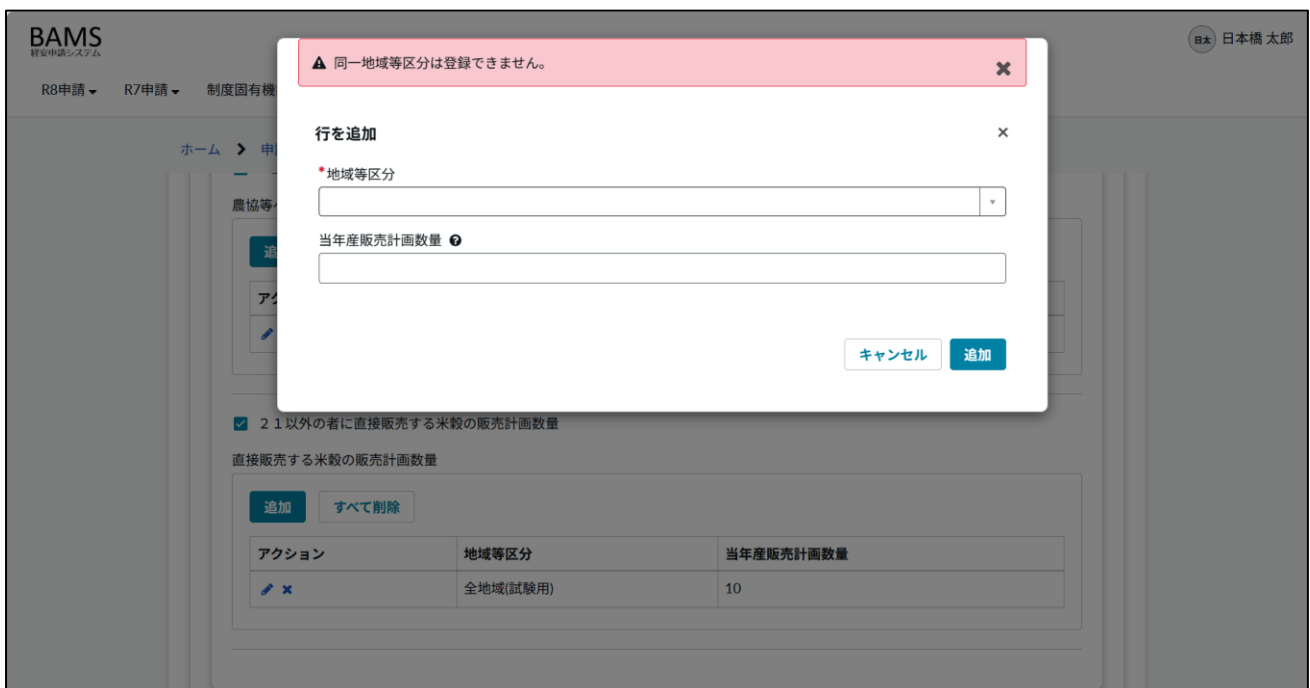 BAMS
経安申請システム
日太 日本橋 太郎
R8申請 R7申請 制度固有機
ホーム 申
同一地域等区分は登録できません。
行を追加
*地域等区分
当年産販売計画数量
キャンセル 追加
農協等へ
追
アク
21以外の者に直接販売する米穀の販売計画数量
直接販売する米穀の販売計画数量
追加 すべて削除
アクション 地域等区分 当年産販売計画数量
全地域(試験用) 10